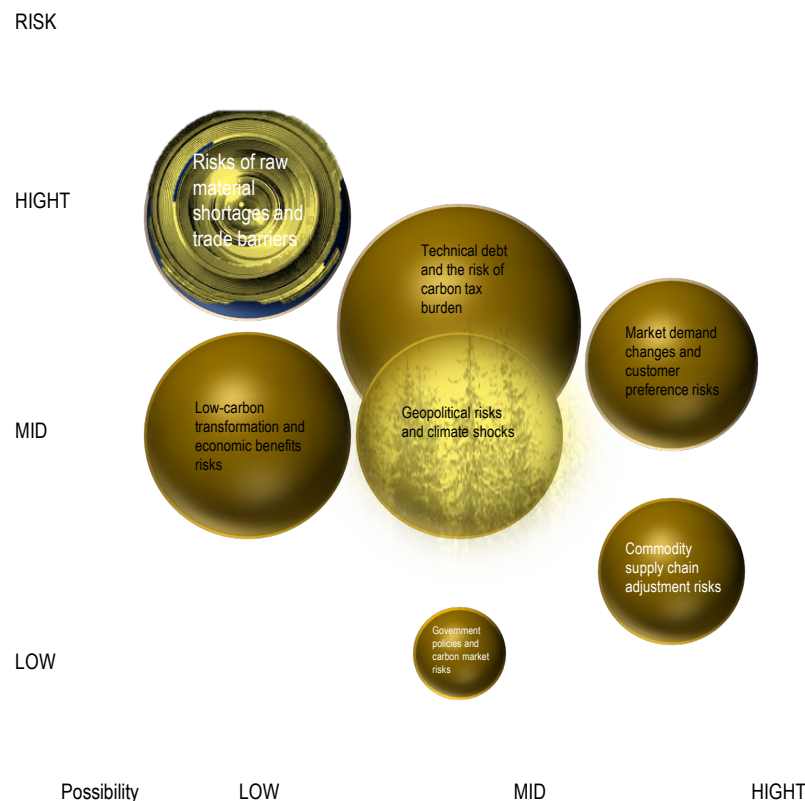 RISK
HIGHT
Risks of raw
material
shortages and
trade barriers
Technical debt
and the risk of
carbon tax
burden
Market demand
changes and
customer
preference risks
MID
Low-carbon
transformation and
economic benefits
risks
Geopolitical risks
and climate shocks
Commodity
supply chain
adjustment risks
LOW
Government
policies and
carbon market
risks
Possibility
LOW
MID
HIGHT